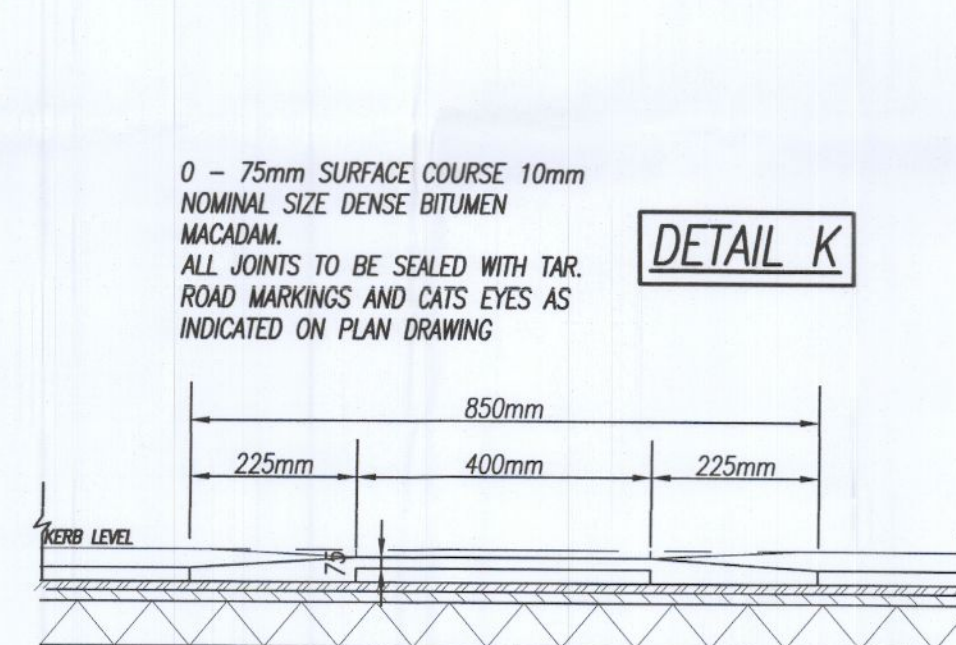 0 - 75mm SURFACE COURSE 10mm
NOMINAL SIZE DENSE BITUMEN
MACADAM.
ALL JOINTS TO BE SEALED WITH TAR.
ROAD MARKINGS AND CATS EYES AS
INDICATED ON PLAN DRAWING
DETAIL K
850mm
225mm
400mm
225mm
KERB LEVEL
75